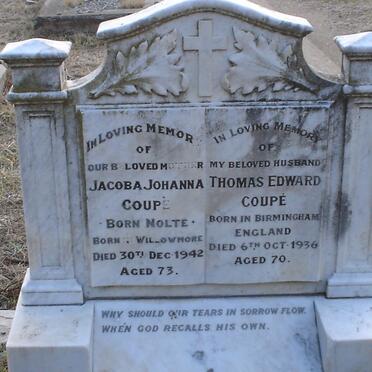 IN LOVING MEMORY
OF
OUR BELOVED MOTHER
JACOBA JOHANNA
COUPÉ
BORN NOLTE
BORN WILLOWMORE
DIED 30TH DEC 1942
AGED 73.
IN LOVING MEMORY
OF
MY BELOVED HUSBAND
THOMAS EDWARD
COUPÉ
BORN IN BIRMINGHAM
ENGLAND
DIED 6TH OCT 1936
AGED 70.
WHY SHOULD OUR TEARS IN SORROW FLOW.
WHEN GOD RECALLS HIS OWN.